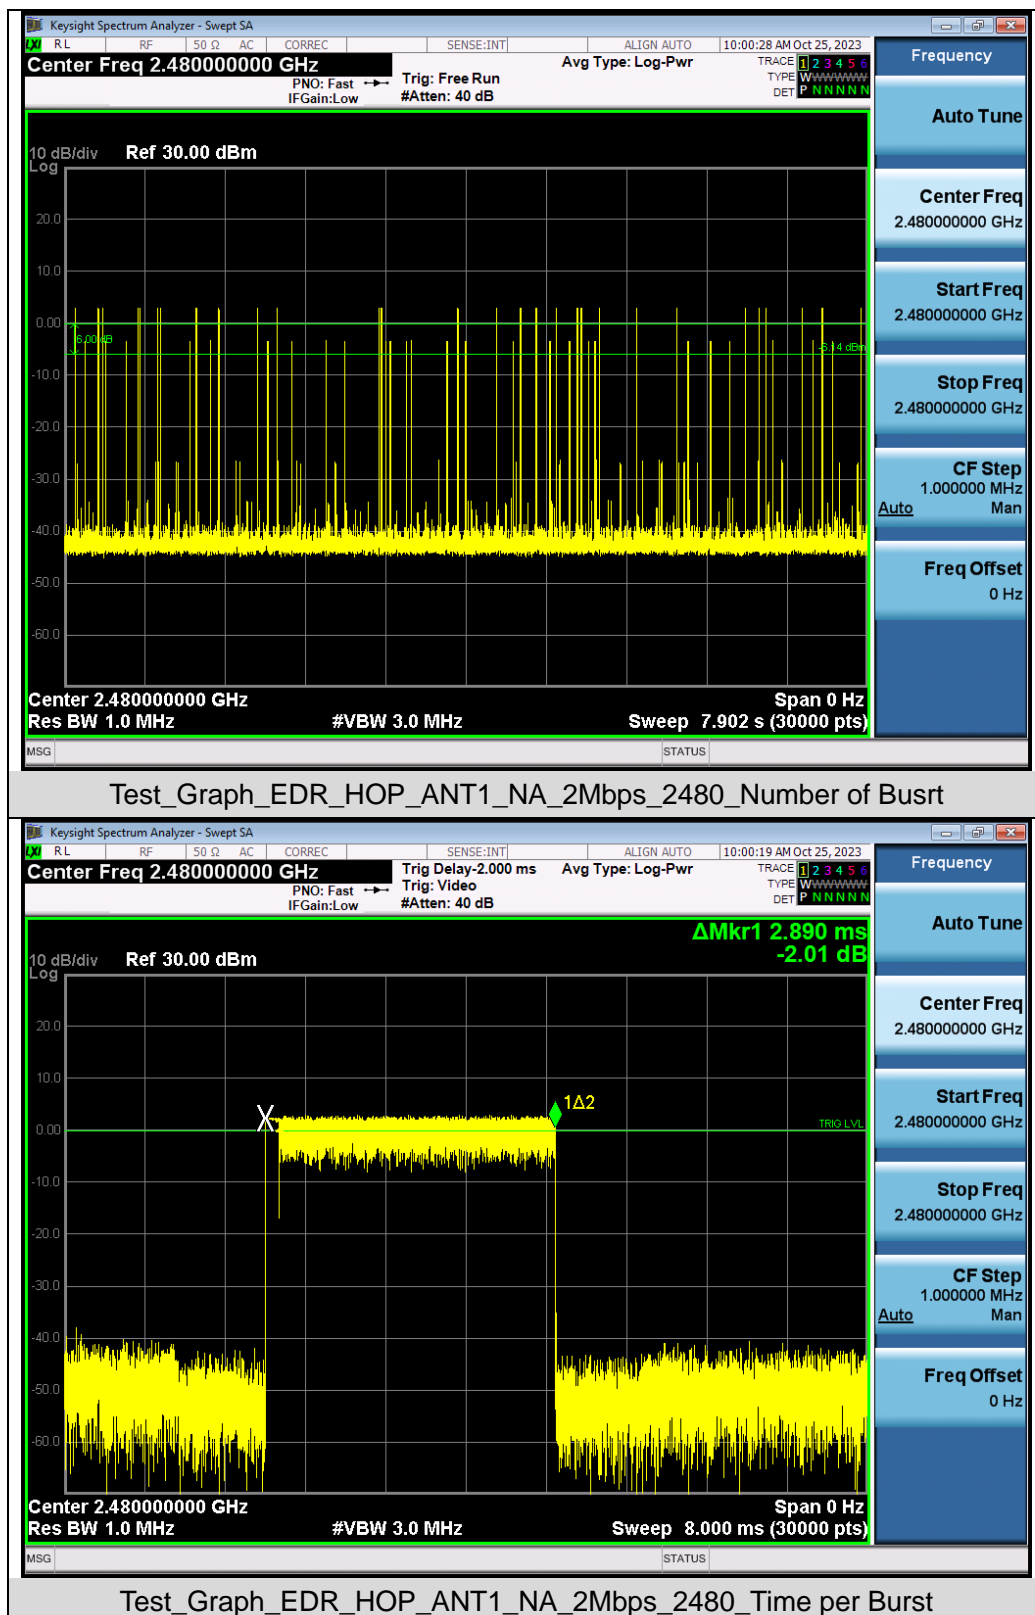 Keysight Spectrum Analyzer - Swept SA
LXI RL RF 50 Ω AC CORREC SENSE:INT ALIGN AUTO 10:00:28 AM Oct 25, 2023
Center Freq 2.480000000 GHz
PNO: Fast
IFGain:Low
Trig: Free Run
#Atten: 40 dB
Avg Type: Log-Pwr
TRACE 1 2 3 4 5 6
TYPE WWWWWW
DET P N N N N N
10 dB/div Ref 30.00 dBm
Log
20.0
10.0
0.00
6.00 dB
-6.14 dBm
-10.0
-20.0
-30.0
-40.0
-50.0
-60.0
Center 2.480000000 GHz Span 0 Hz
Res BW 1.0 MHz #VBW 3.0 MHz Sweep 7.902 s (30000 pts)
MSG STATUS
Frequency
Auto Tune
Center Freq
2.480000000 GHz
Start Freq
2.480000000 GHz
Stop Freq
2.480000000 GHz
CF Step
1.000000 MHz
Auto Man
Freq Offset
0 Hz
Test_Graph_EDR_HOP_ANT1_NA_2Mbps_2480_Number of Busrt
Keysight Spectrum Analyzer - Swept SA
LXI RL RF 50 Ω AC CORREC SENSE:INT ALIGN AUTO 10:00:19 AM Oct 25, 2023
Center Freq 2.480000000 GHz
PNO: Fast
IFGain:Low
Trig Delay-2.000 ms
Trig: Video
#Atten: 40 dB
Avg Type: Log-Pwr
TRACE 1 2 3 4 5 6
TYPE WWWWWW
DET P N N N N N
ΔMkr1 2.890 ms
-2.01 dB
10 dB/div Ref 30.00 dBm
Log
20.0
10.0
1Δ2
0.00
TRIG LVL
-10.0
-20.0
-30.0
-40.0
-50.0
-60.0
Center 2.480000000 GHz Span 0 Hz
Res BW 1.0 MHz #VBW 3.0 MHz Sweep 8.000 ms (30000 pts)
MSG STATUS
Frequency
Auto Tune
Center Freq
2.480000000 GHz
Start Freq
2.480000000 GHz
Stop Freq
2.480000000 GHz
CF Step
1.000000 MHz
Auto Man
Freq Offset
0 Hz
Test_Graph_EDR_HOP_ANT1_NA_2Mbps_2480_Time per Burst